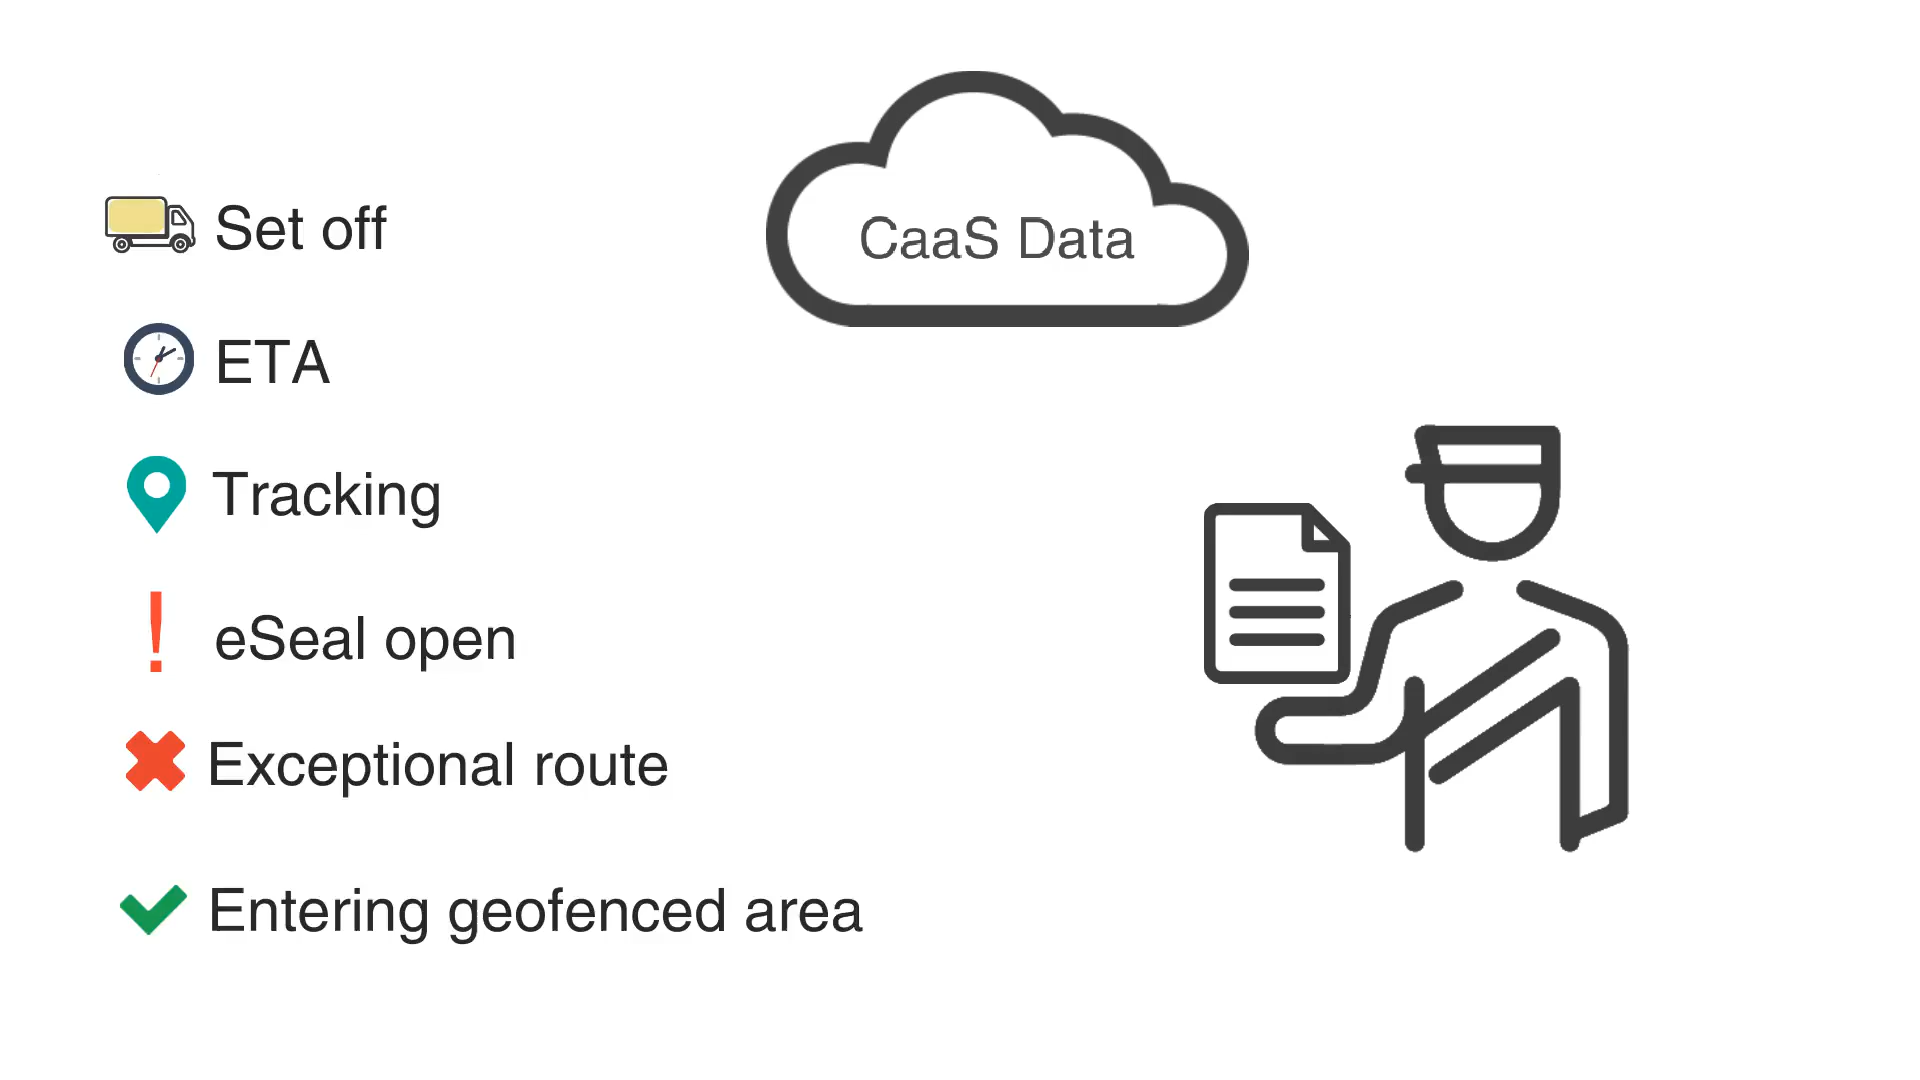 CaaS Data
Set off
ETA
Tracking
eSeal open
Exceptional route
Entering geofenced area